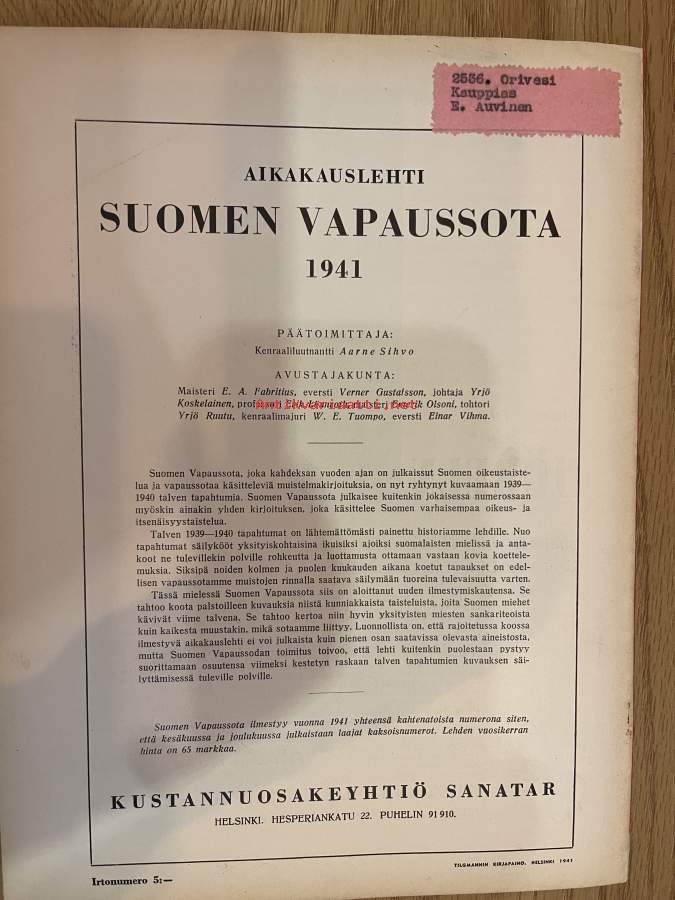 2556. Orivesi
Kauppias
E. Auvinen
AIKAKAUSLEHTI
SUOMEN VAPAUSSOTA
1941
PÄÄTOIMITTAJA:
Kenraaliluutnantti Aarne Sihvo
AVUSTAJAKUNTA:
Maisteri E. A. Fabritius, eversti Verner Gustafsson, johtaja Yrjö
Koskelainen, professori Olsoni, tohtori
Yrjö Ruutu, kenraalimajuri W. E. Tuompo, eversti Einar Vihma.
antikvariaatti.net
Suomen Vapaussota, joka kahdeksan vuoden ajan on julkaissut Suomen oikeustaiste-
lua ja vapaussotaa käsitteleviä muistelmakirjoituksia, on nyt ryhtynyt kuvaamaan 1939—
1940 talven tapahtumia. Suomen Vapaussota julkaisee kuitenkin jokaisessa numerossaan
myöskin ainakin yhden kirjoituksen, joka käsittelee Suomen varhaisempaa oikeus- ja
itsenäisyystaistelua.
Talven 1939—1940 tapahtumat on lähtemättömästi painettu historiamme lehdille. Nuo
tapahtumat säilykööt yksityiskohtaisina ikuisiksi ajoiksi suomalaisten mielissä ja anta-
koot ne tulevillekin polville rohkeutta ja luottamusta ottamaan vastaan kovia koettele-
muksia. Siksipä noiden kolmen ja puolen kuukauden aikana koetut tapaukset on edel-
lisen vapaussotamme muistojen rinnalla saatava säilymään tuoreina tulevaisuutta varten.
Tässä mielessä Suomen Vapaussota siis on aloittanut uuden ilmestymiskautensa. Se
tahtoo koota palstoilleen kuvauksia niistä kunniakkaista taisteluista, joita Suomen miehet
kävivät viime talvena. Se tahtoo kertoa niin hyvin yksityisten miesten sankariteoista
kuin kaikesta muustakin, mikä sotaamme liittyy. Luonnollista on, että rajoitetussa koossa
ilmestyvä aikakauslehti ei voi julkaista kuin pienen osan saatavissa olevasta aineistosta,
mutta Suomen Vapaussodan toimitus toivoo, että lehti kuitenkin puolestaan pystyy
suorittamaan osuutensa viimeksi kestetyn raskaan talven tapahtumien kuvauksen säi-
lyttämisessä tuleville polville.
Suomen Vapaussota ilmestyy vuonna 1941 yhteensä kahtenatoista numerona siten,
että kesäkuussa ja joulukuussa julkaistaan laajat kaksoisnumerot. Lehden vuosikerran
hinta on 65 markkaa.
KUSTANNUOSAKEYHTIÖ SANATAR
HELSINKI. HESPERIANKATU 22. PUHELIN 91 910.
TILGMANNIN KIRJAPAINO, HELSINKI 1941
Irtonumero 5:—